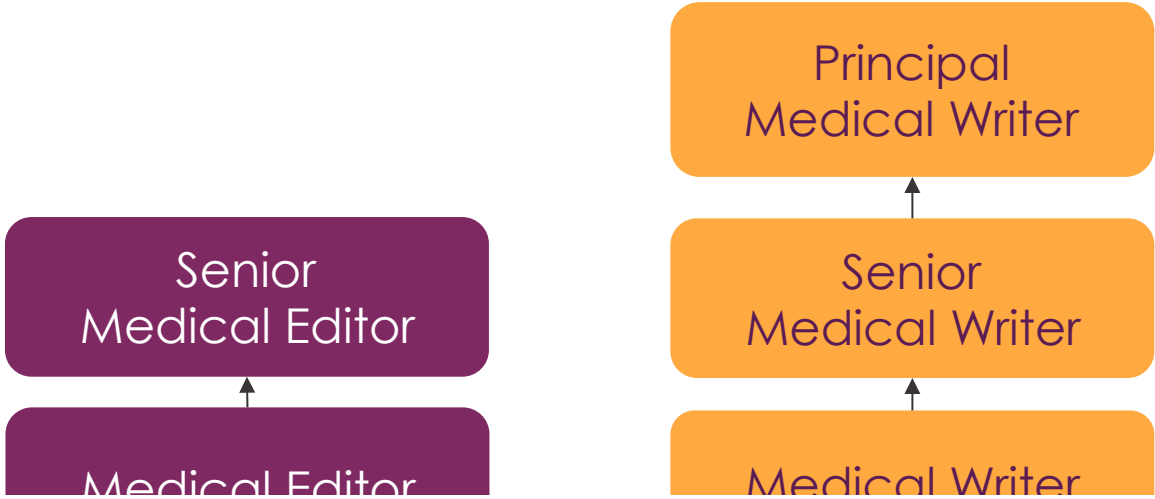 Principal
Medical Writer
Senior
Medical Editor
Senior
Medical Writer
Medical Editor
Medical Writer